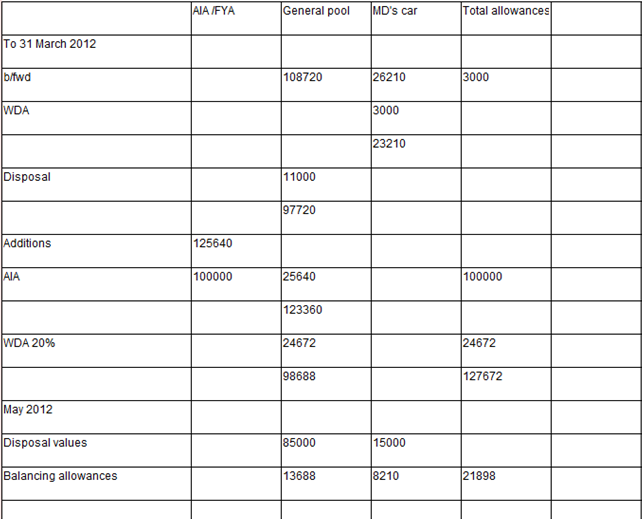 AIA /FYA General pool MD's car Total allowances
To 31 March 2012
b/fwd 108720 26210 3000
WDA 3000
23210
Disposal 11000
97720
Additions 125640
AIA 100000 25640 100000
123360
WDA 20% 24672 24672
98688 127672
May 2012
Disposal values 85000 15000
Balancing allowances 13688 8210 21898